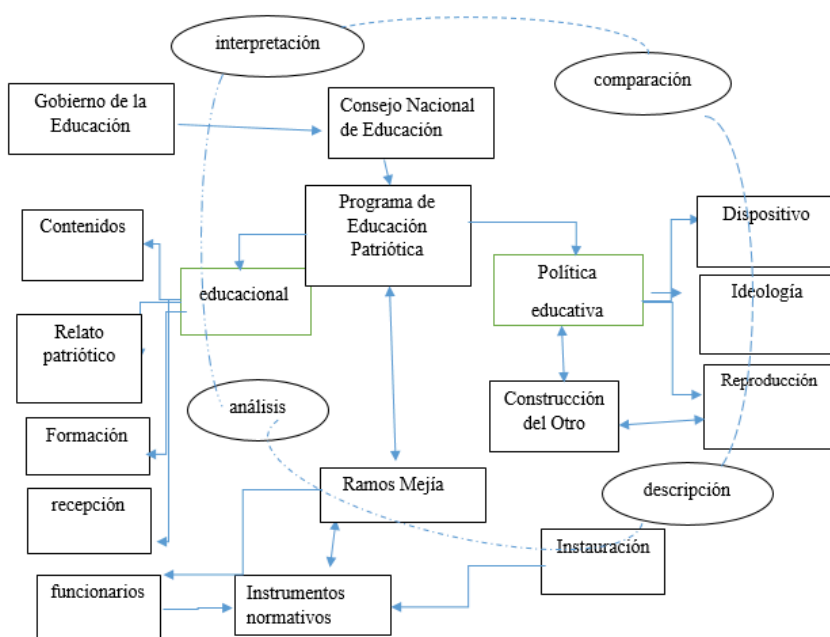 interpretación
comparación
Gobierno de la
Educación
Consejo Nacional
de Educación
Programa de
Educación
Patriótica
Contenidos
educacional
Política
educativa
Dispositivo
Ideología
Relato
patriótico
Reproducción
análisis
Construcción
del Otro
Formación
Ramos Mejía
descripción
recepción
Instauración
funcionarios
Instrumentos
normativos